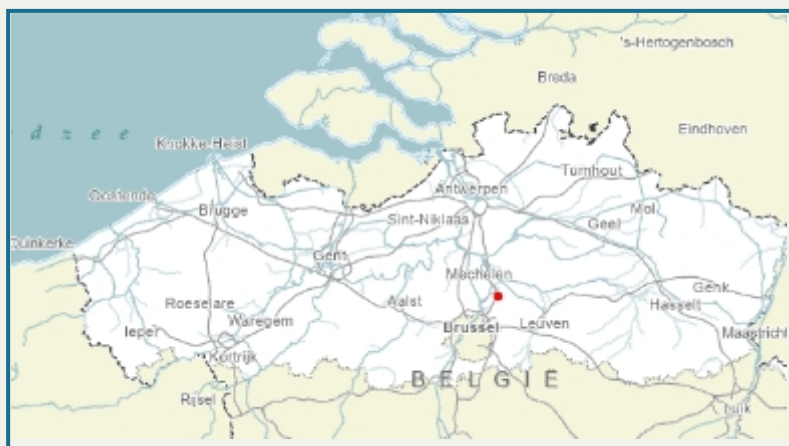 's-Hertogenbosch
Breda
Eindhoven
d z e e
Knokke-Heist
Turnhout
Antwerpen
Oostende
Mol
Brugge
Sint-Niklaas
Geel
Duinkerke
Gent
Mechelen
Genk
Roeselare
Aalst
Hasselt
Waregem
Brussel
Leuven
Ieper
Maastricht
Kortrijk
BELGIË
Rijsel
Luik